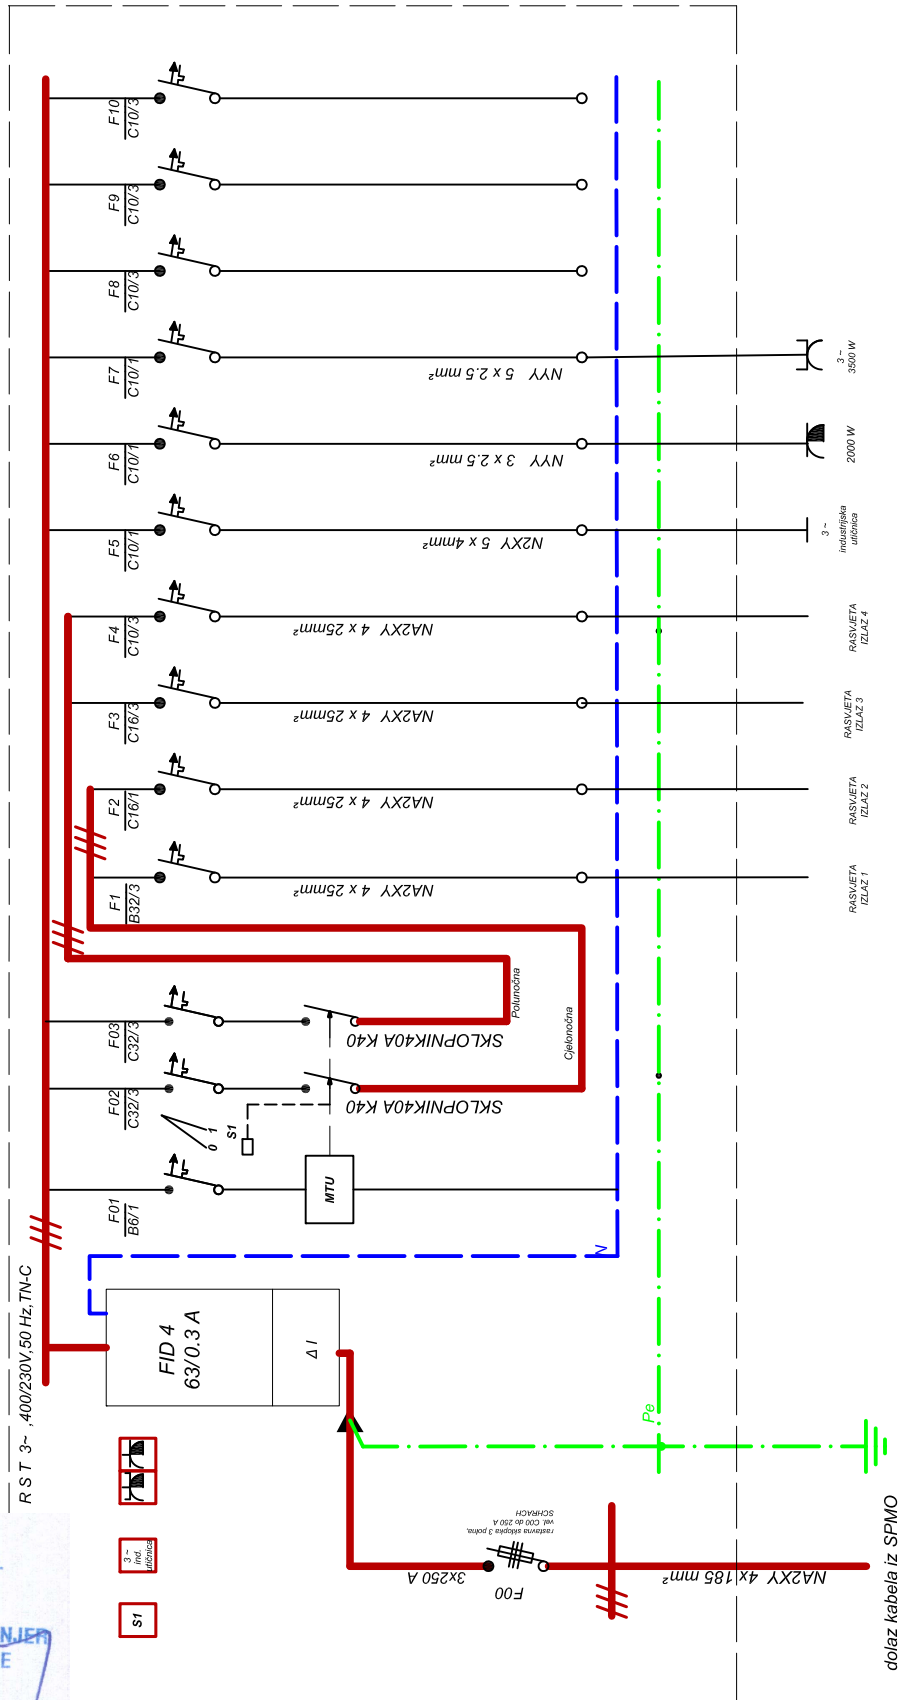 R S T 3~ ,400/230V,50 Hz,TN-C
FID 4
63/0.3 A
Δ I
F01
B6/1
F02
C32/3
F03
C32/3
F1
B32/3
F2
C16/1
F3
C16/3
F4
C10/3
F5
C10/1
F6
C10/1
F7
C10/1
F8
C10/3
F9
C10/3
F10
C10/3
0 1
S1
MTU
SKLOPNIK40A K40
SKLOPNIK40A K40
Polunoćna
Cjelonoćna
NA2XY 4 x 25mm²
NA2XY 4 x 25mm²
NA2XY 4 x 25mm²
NA2XY 4 x 25mm²
N2XY 5 x 4mm²
NYY 3 x 2.5 mm²
NYY 5 x 2.5 mm²
N
Pe
RASVJETA
IZLAZ 1
RASVJETA
IZLAZ 2
RASVJETA
IZLAZ 3
RASVJETA
IZLAZ 4
3 ~
industrijska
utičnica
2000 W
3 ~
3500 W
S1
3 ~
ind.
utičnica
3x250 A
F00
rastavna sklopka 3 polna,
vel. C00 do 250 A
SCHRACH
NA2XY 4x 185 mm²
dolaz kabela iz SPMO
NJER
E